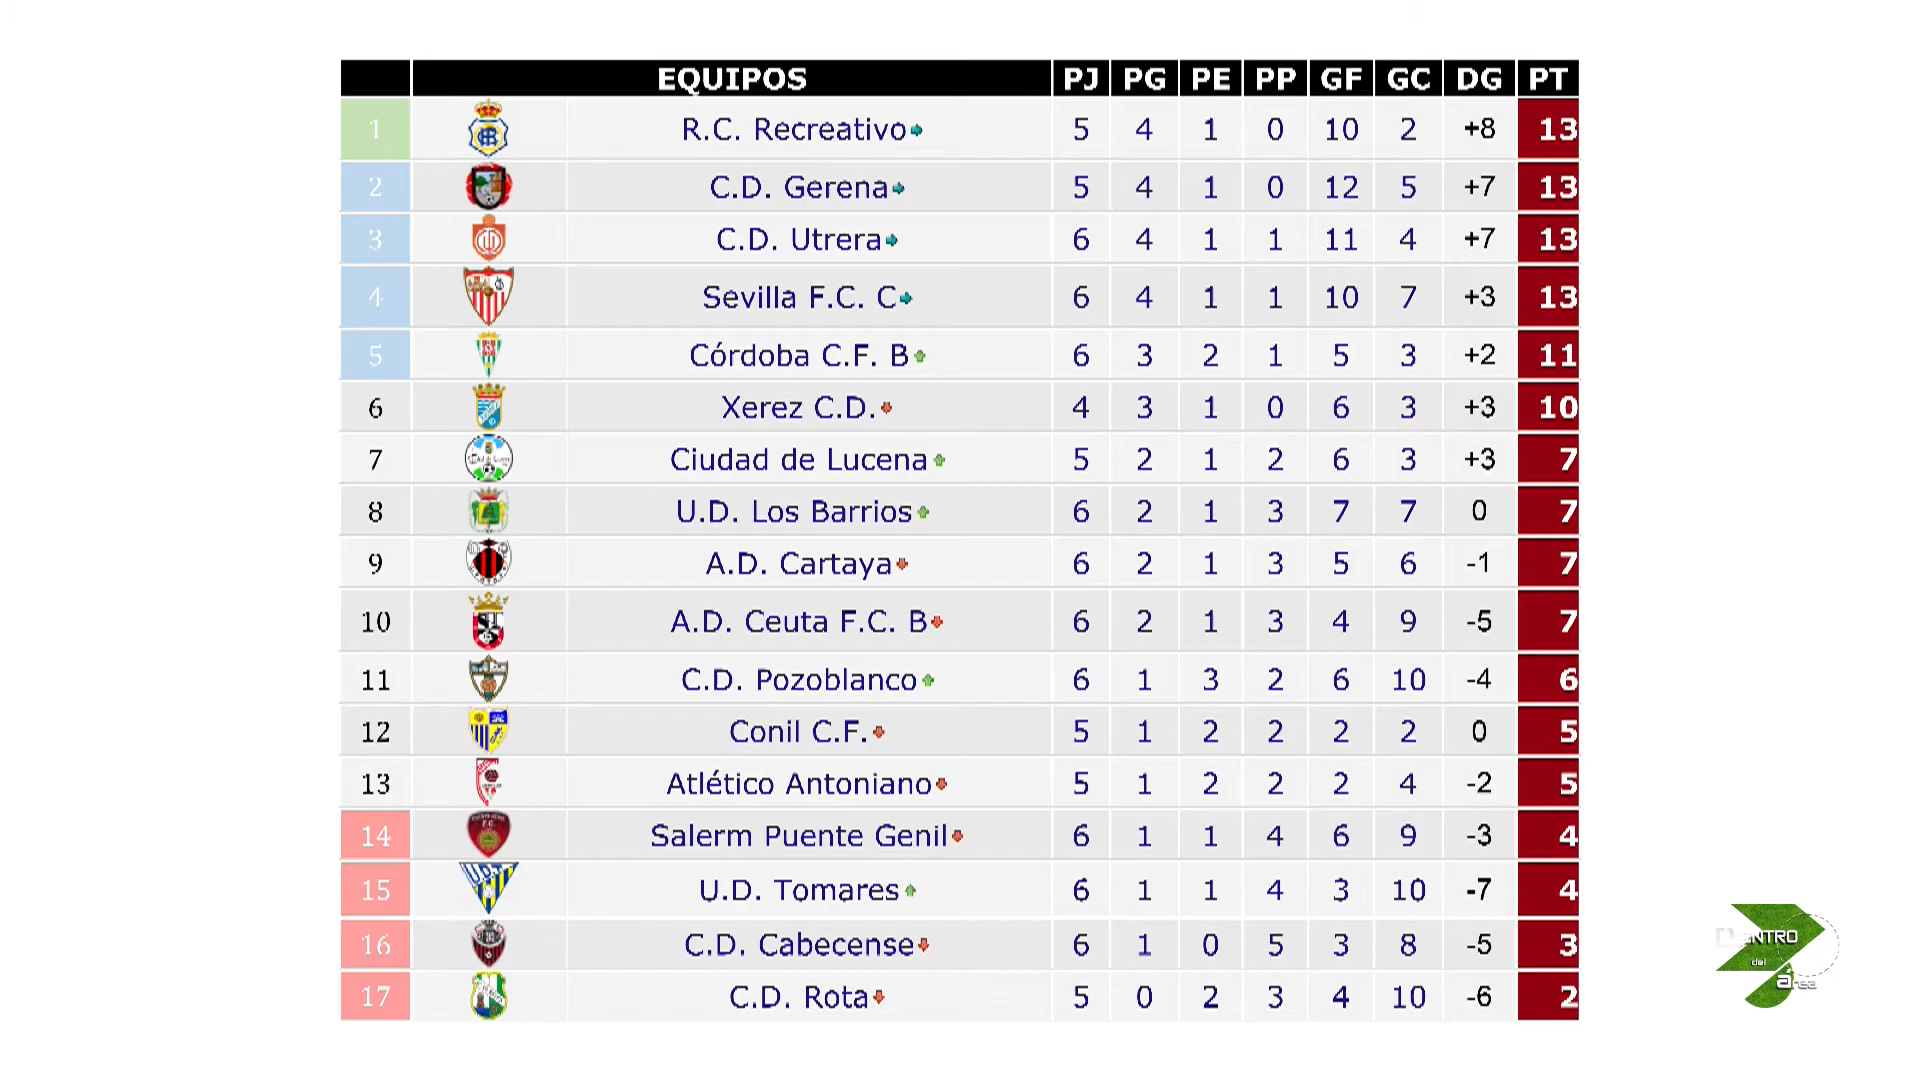 EQUIPOS PJ PG PE PP GF GC DG PT
1 R.C. Recreativo 5 4 1 0 10 2 +8 13
2 C.D. Gerena 5 4 1 0 12 5 +7 13
3 C.D. Utrera 6 4 1 1 11 4 +7 13
4 Sevilla F.C. C 6 4 1 1 10 7 +3 13
5 Córdoba C.F. B 6 3 2 1 5 3 +2 11
6 Xerez C.D. 4 3 1 0 6 3 +3 10
7 Ciudad de Lucena 5 2 1 2 6 3 +3 7
8 U.D. Los Barrios 6 2 1 3 7 7 0 7
9 A.D. Cartaya 6 2 1 3 5 6 -1 7
10 A.D. Ceuta F.C. B 6 2 1 3 4 9 -5 7
11 C.D. Pozoblanco 6 1 3 2 6 10 -4 6
12 Conil C.F. 5 1 2 2 2 2 0 5
13 Atlético Antoniano 5 1 2 2 2 4 -2 5
14 Salerm Puente Genil 6 1 1 4 6 9 -3 4
15 U.D. Tomares 6 1 1 4 3 10 -7 4
16 C.D. Cabecense 6 1 0 5 3 8 -5 3
17 C.D. Rota 5 0 2 3 4 10 -6 2
DENTRO
del
área